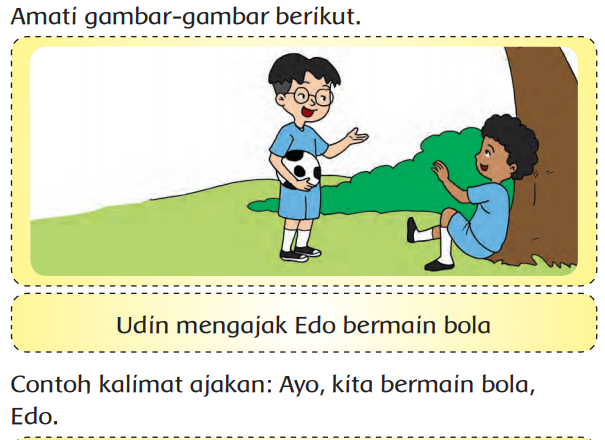 Amati gambar-gambar berikut.
Udin mengajak Edo bermain bola
Contoh kalimat ajakan: Ayo, kita bermain bola,
Edo.